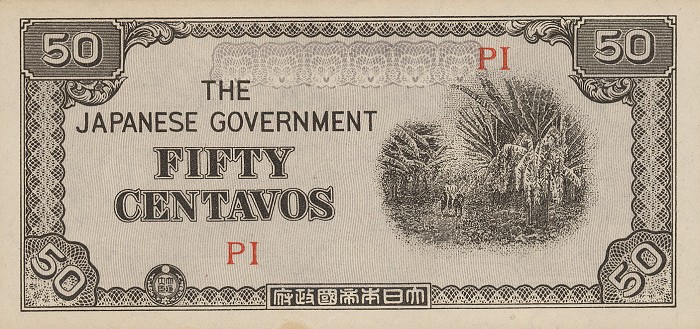 50
50
PI
THE
JAPANESE GOVERNMENT
FIFTY
CENTAVOS
PI
50
府政國帝本日大
50